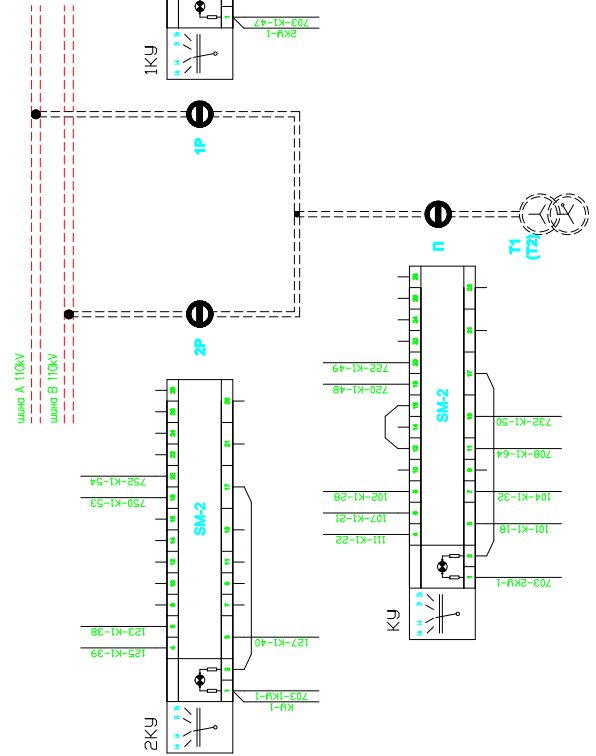 1КУ
703-К1-47
2КУ-1
1Р
2Р
П
Т1
(Т2)
шина А 110kV
шина В 110kV
SM-2
722-К1-49
720-К1-48
102-К1-28
107-К1-21
111-К1-22
732-К1-50
708-К1-64
104-К1-32
101-К1-18
703-2КУ-1
КУ
SM-2
752-К1-54
750-К1-53
123-К1-38
125-К1-39
127-К1-40
703-1КУ-1
КУ-1
2КУ